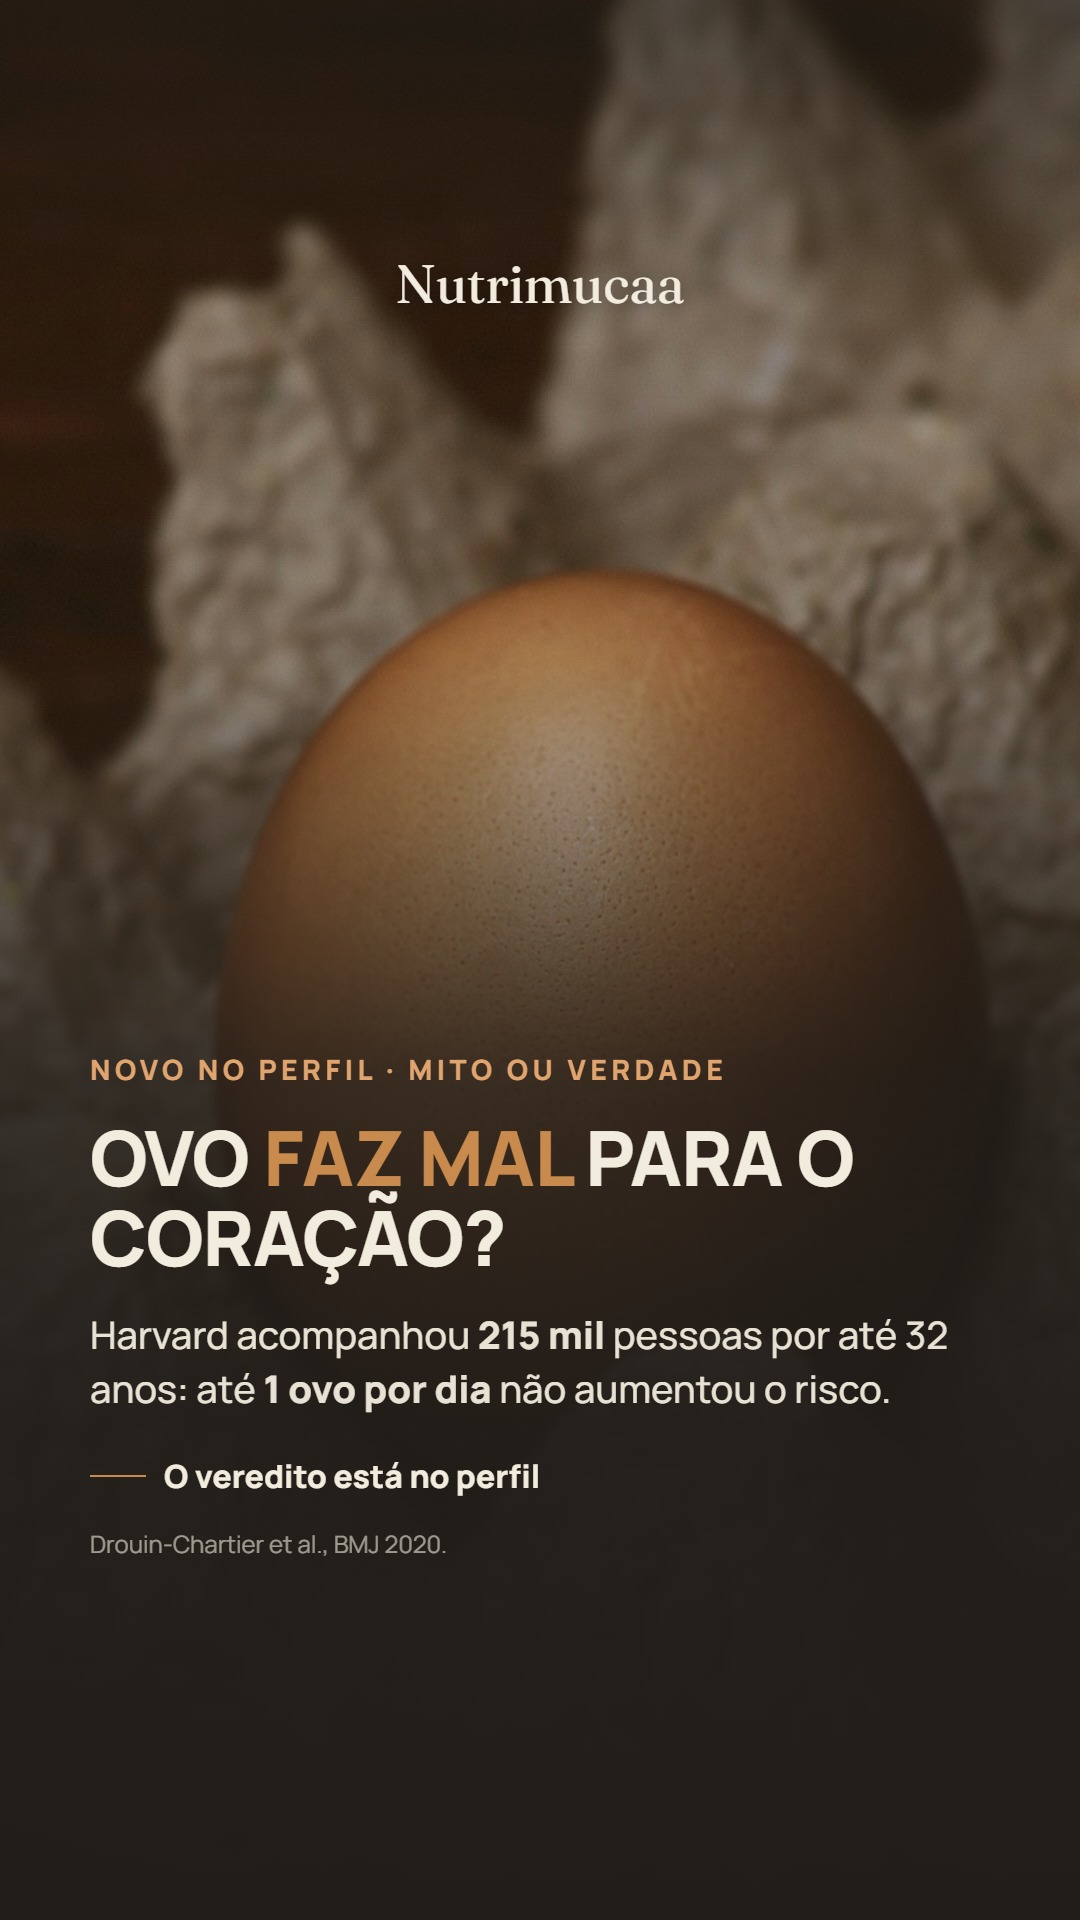 Nutrimucaa
NOVO NO PERFIL · MITO OU VERDADE
OVO FAZ MAL PARA O
CORAÇÃO?
Harvard acompanhou 215 mil pessoas por até 32
anos: até 1 ovo por dia não aumentou o risco.
O veredito está no perfil
Drouin-Chartier et al., BMJ 2020.